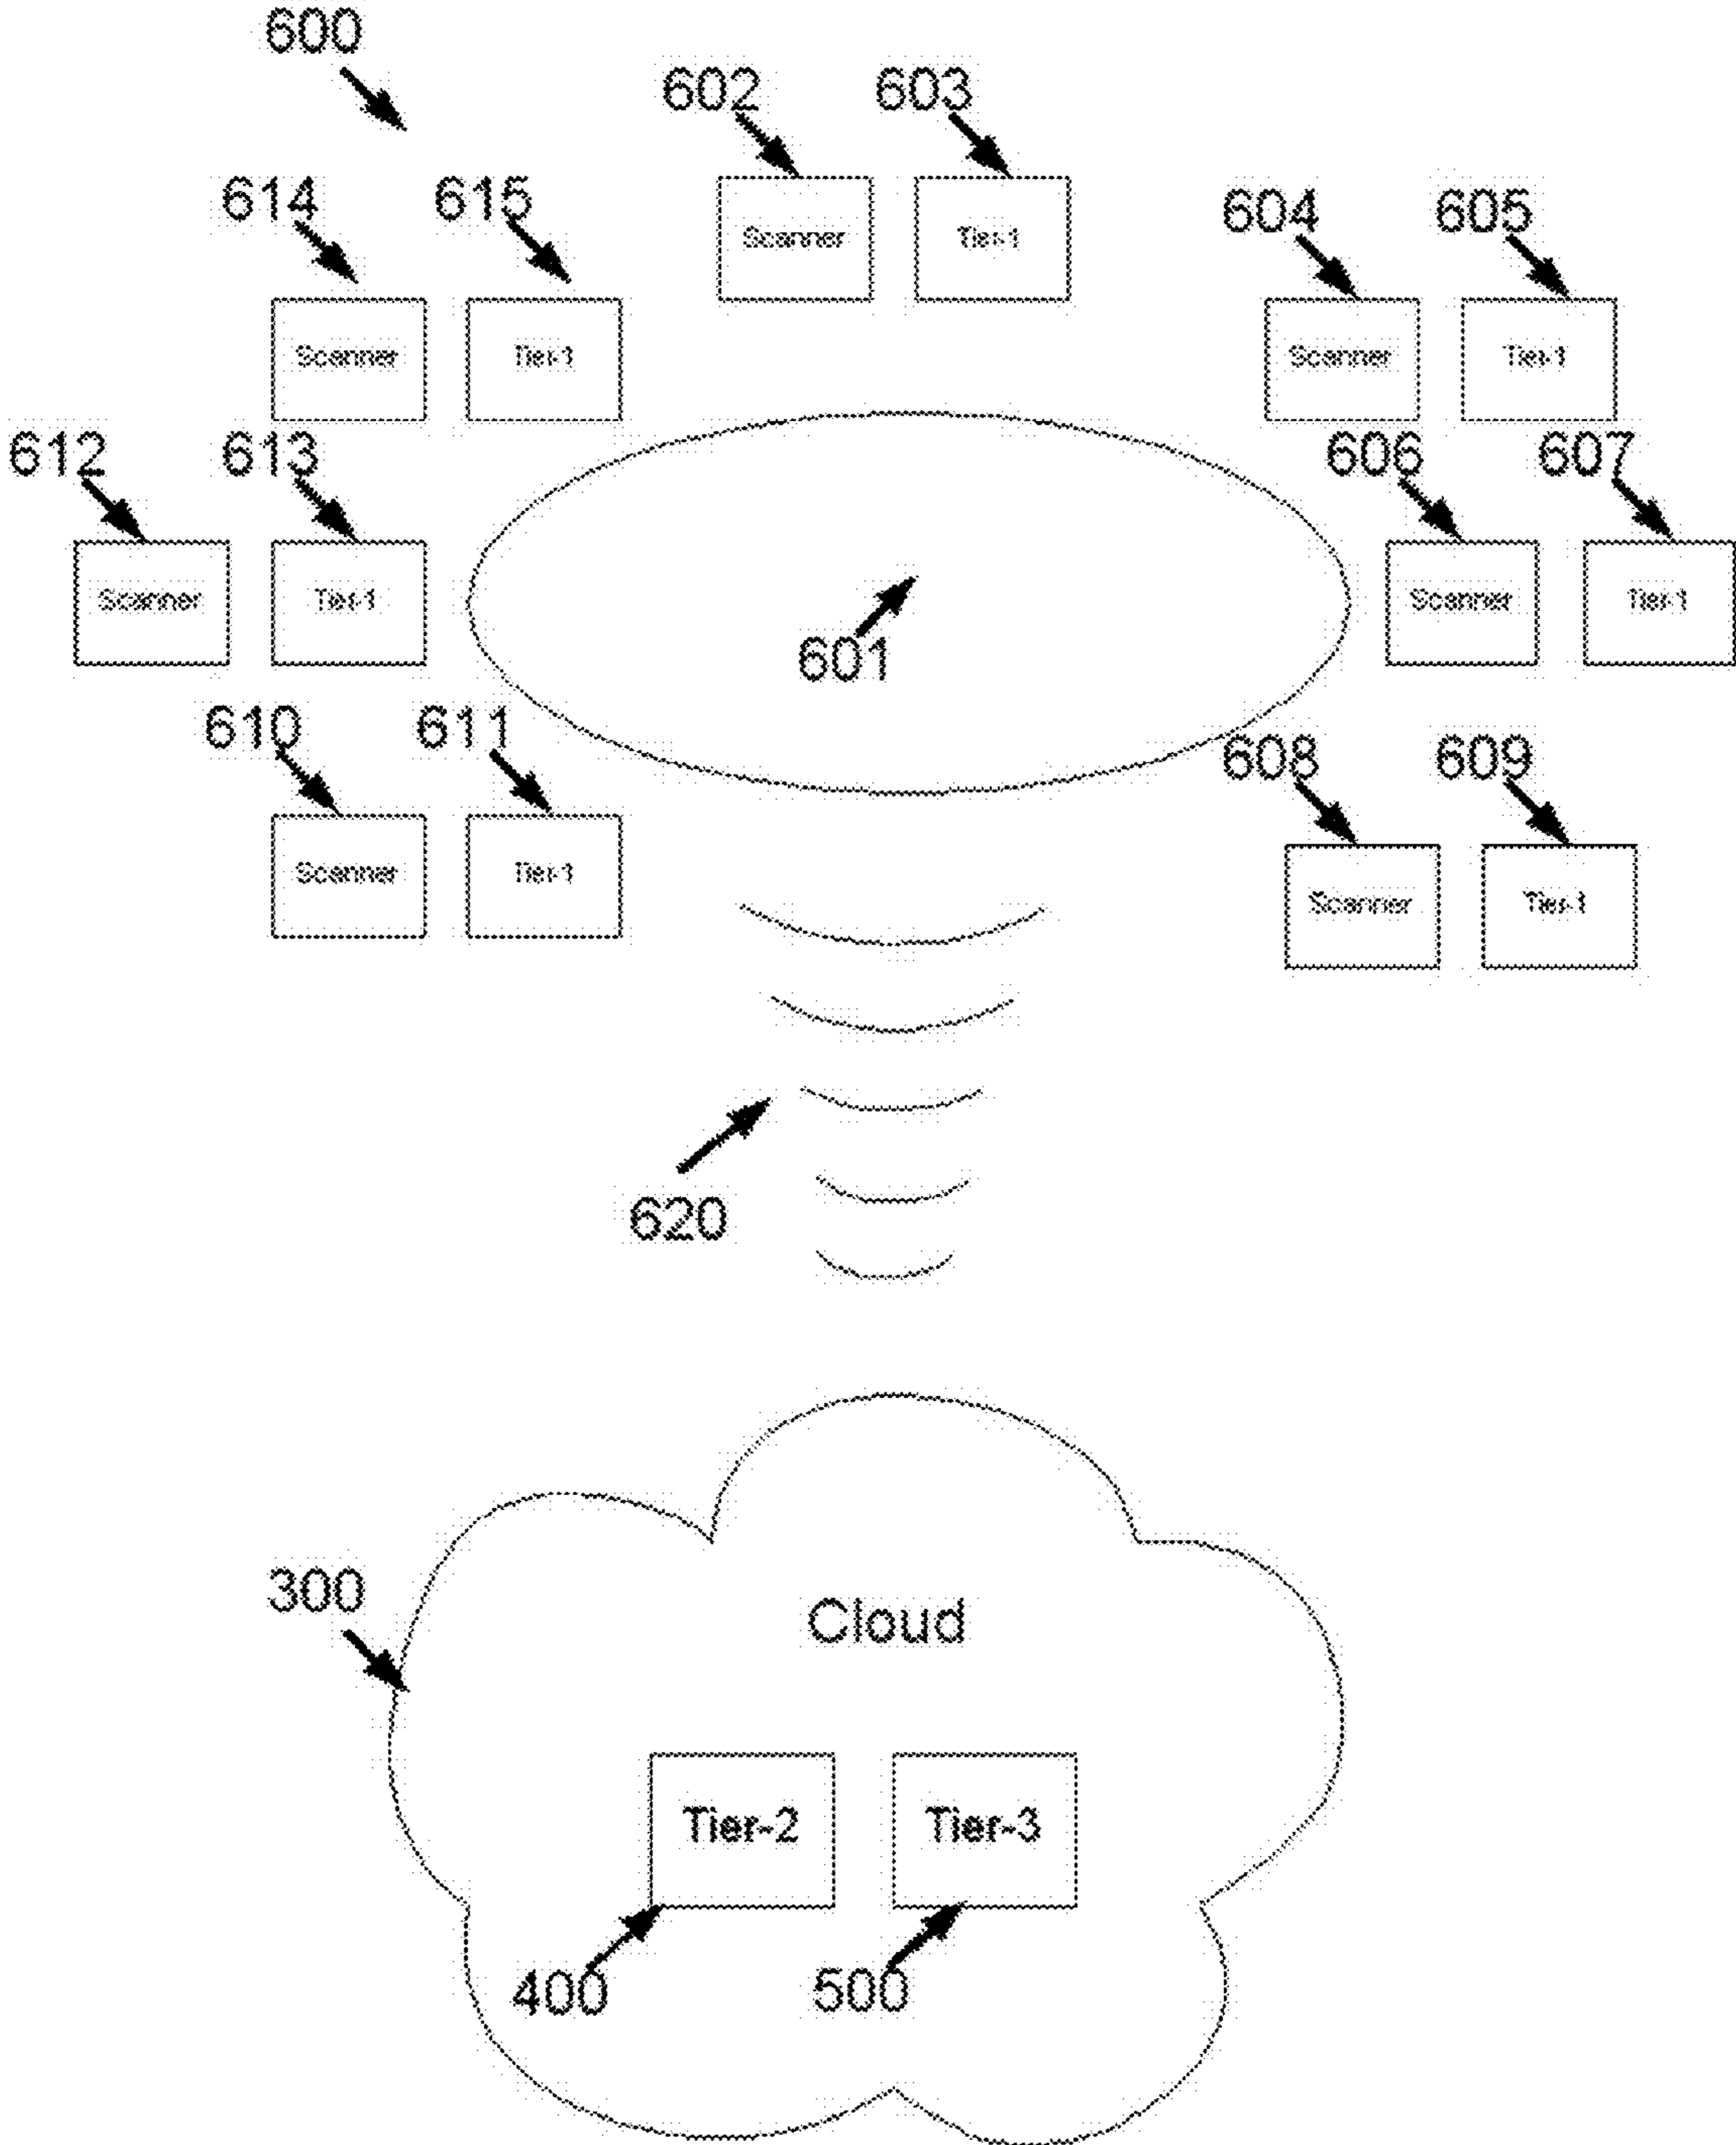 600
602 603
614 615
604 605
Scanner Tier-1
Scanner Tier-1
Scanner Tier-1
612 613
606 607
Scanner Tier-1
Scanner Tier-1
601
610 611
608 609
Scanner Tier-1
Scanner Tier-1
620
300
Cloud
Tier-2 Tier-3
400 500